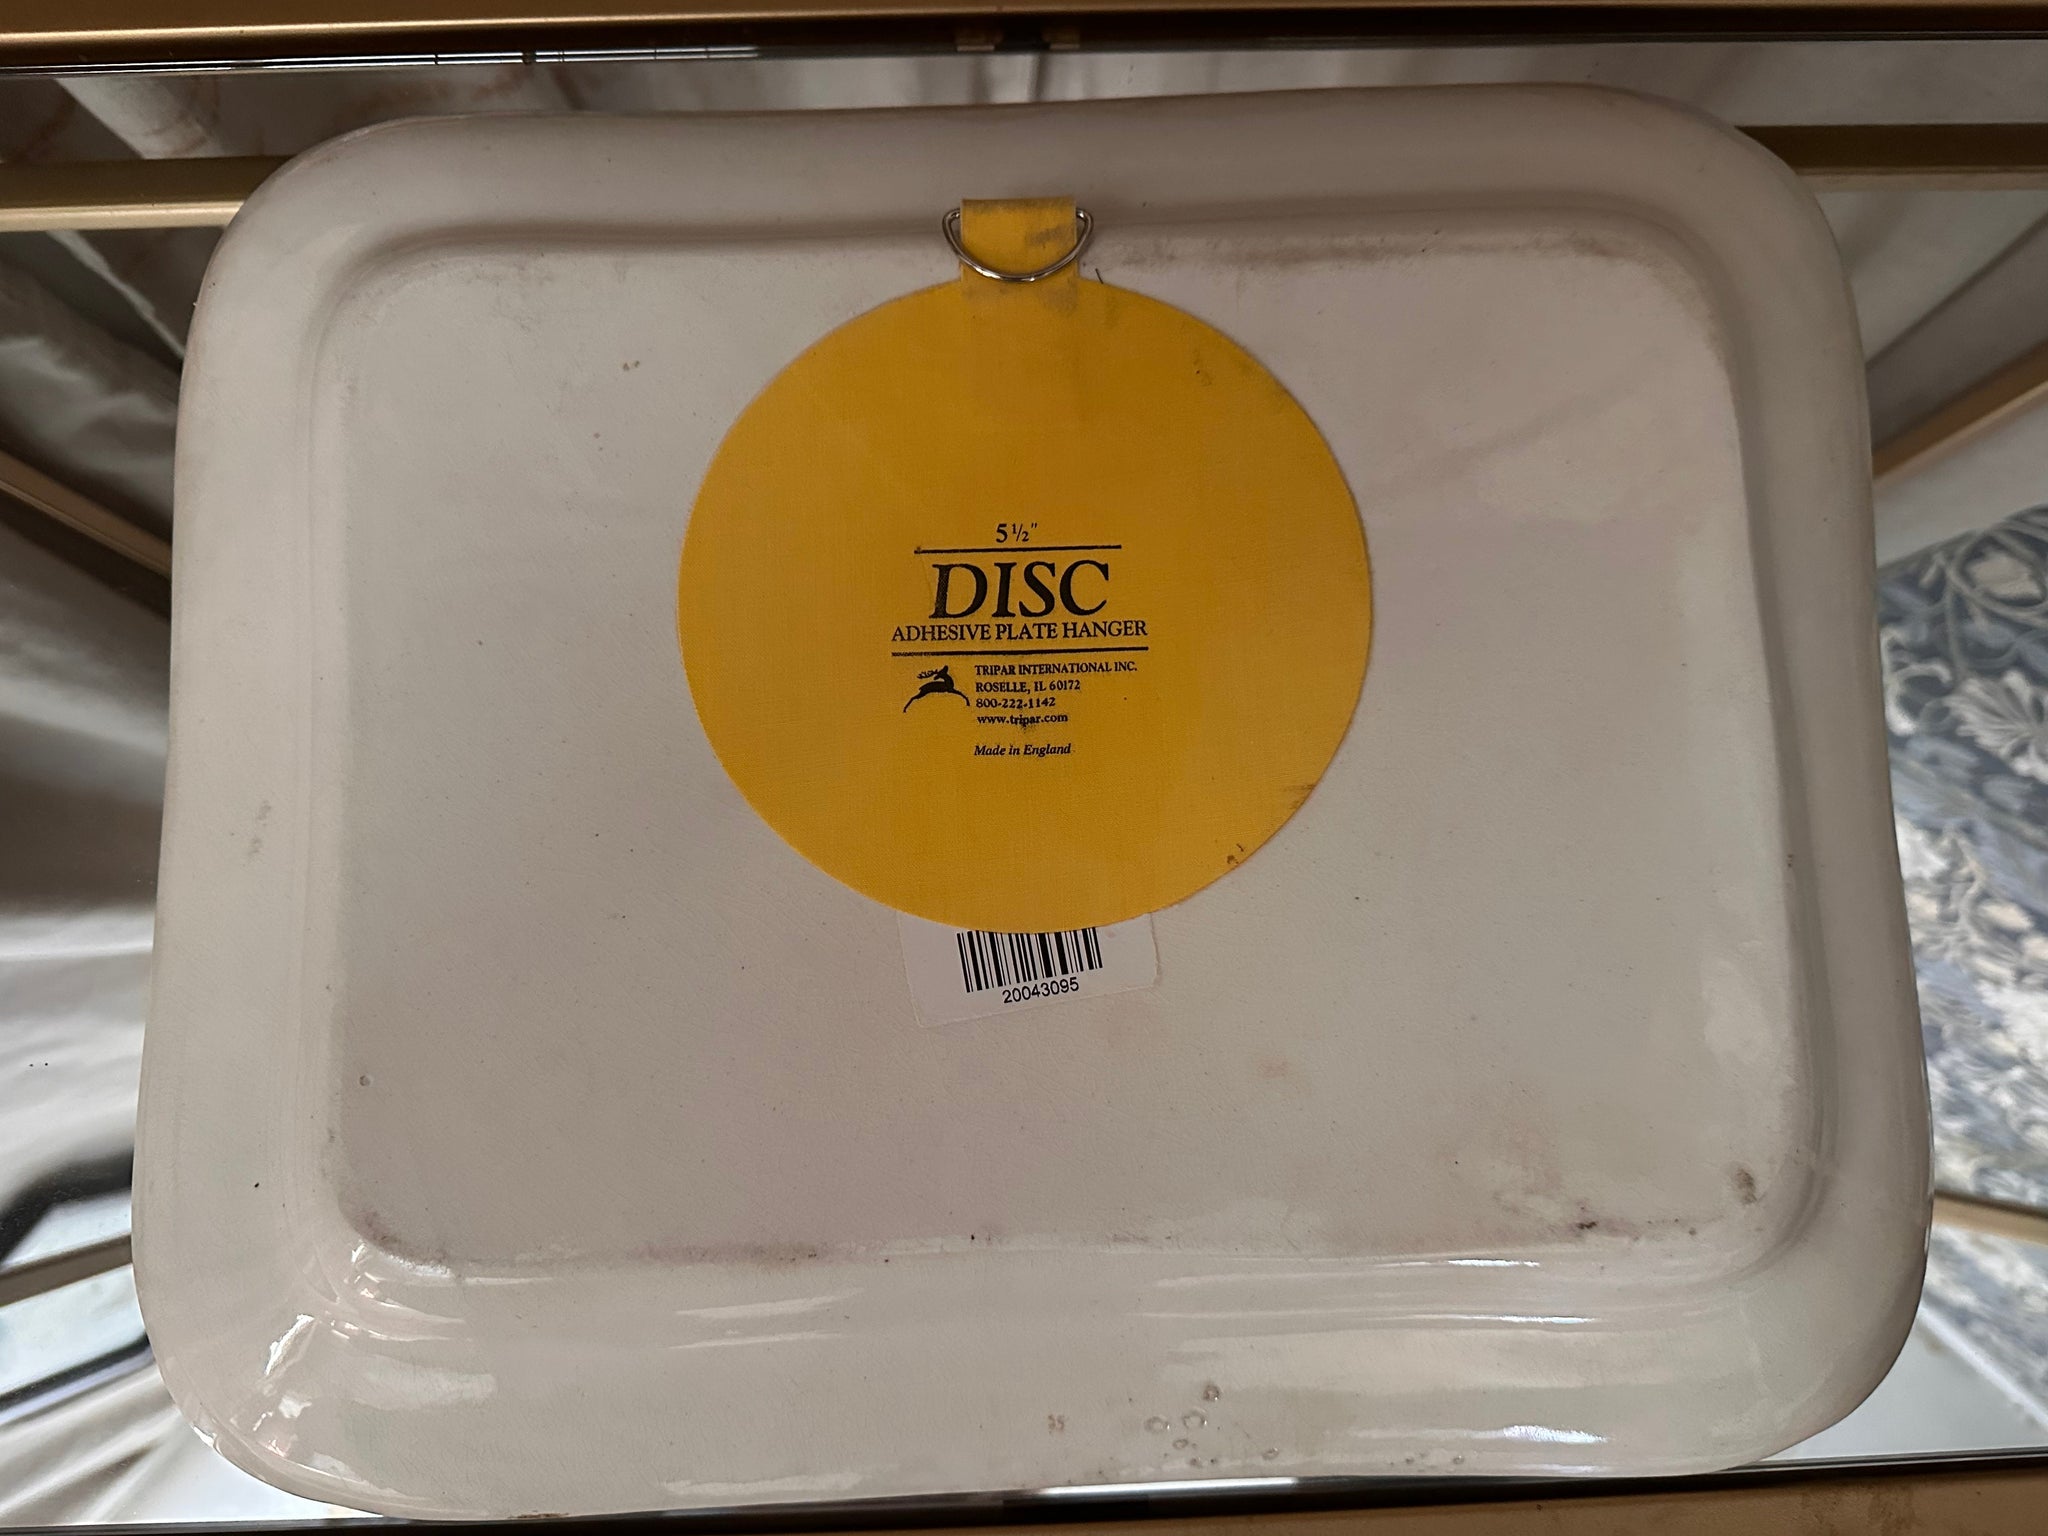 5 ½"
DISC
ADHESIVE PLATE HANGER
TRIPAR INTERNATIONAL INC.
ROSELLE, IL 60172
800-222-1142
www.tripar.com
Made in England
20043095